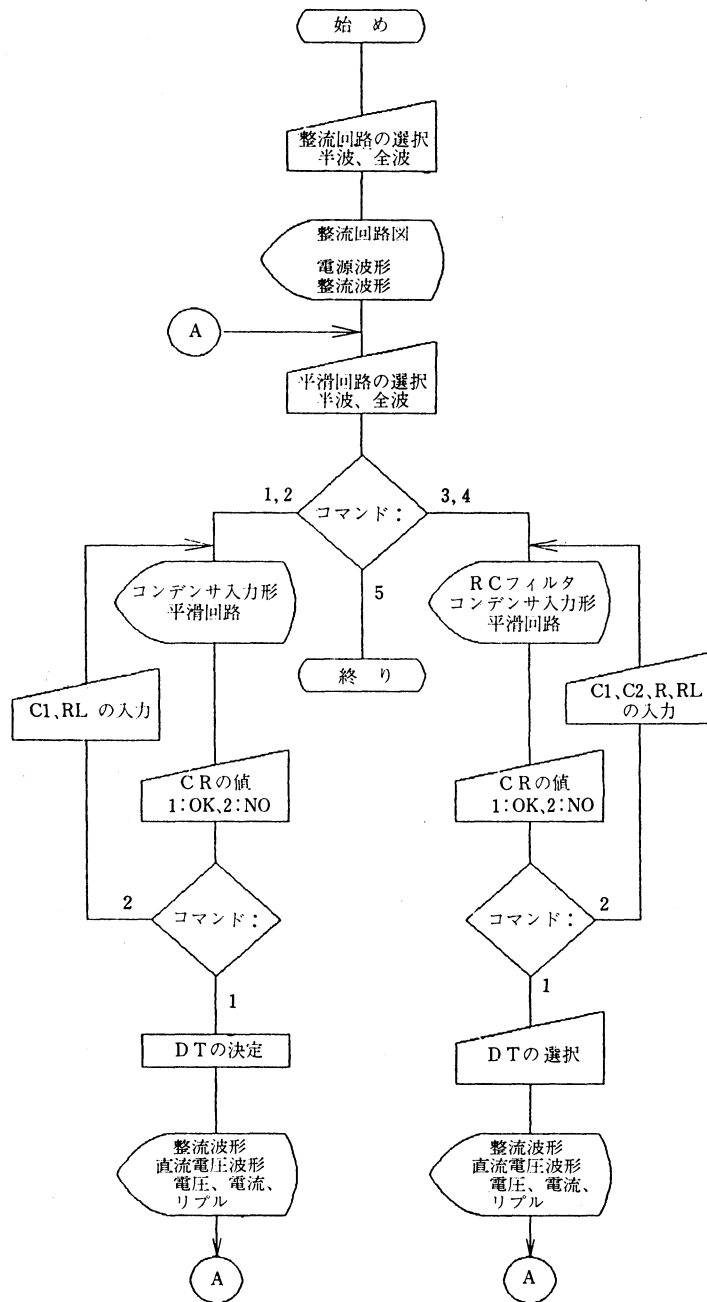 始め
整流回路の選択
半波、全波
整流回路図
電源波形
整流波形
A
平滑回路の選択
半波、全波
コマンド：
1, 2
3, 4
5
終り
コンデンサ入力形
平滑回路
C1、RL の入力
CRの値
1：OK、2：NO
コマンド：
2
1
DTの決定
整流波形
直流電圧波形
電圧、電流、
リプル
A
RCフィルタ
コンデンサ入力形
平滑回路
C1、C2、R、RL
の入力
CRの値
1：OK、2：NO
コマンド：
2
1
DTの選択
整流波形
直流電圧波形
電圧、電流、
リプル
A